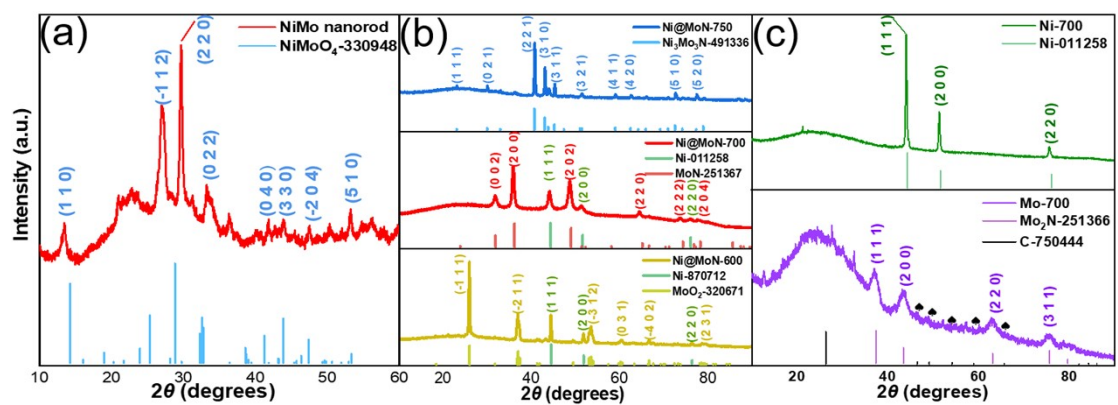 (a)
NiMo nanorod
NiMoO4-330948
(1 1 0)
(-1 1 2)
(2 2 0)
(0 2 2)
(0 4 0)
(3 3 0)
(-2 0 4)
(5 1 0)
Intensity (a.u.)
10 20 30 40 50 60
2θ (degrees)
(b)
Ni@MoN-750
Ni3Mo3N-491336
(1 1 1)
(0 2 1)
(2 2 1)
(3 1 0)
(3 1 1)
(3 2 1)
(4 1 1)
(4 2 0)
(5 1 0)
(5 2 0)
Ni@MoN-700
Ni-011258
MoN-251367
(0 0 2)
(2 0 0)
(1 1 1)
(2 0 2)
(2 0 0)
(2 2 0)
(2 2 2)
(2 2 0)
(2 0 4)
Ni@MoN-600
Ni-870712
MoO2-320671
(-1 1 1)
(-2 1 1)
(1 1 1)
(2 0 0)
(-3 1 2)
(0 3 1)
(-4 0 2)
(2 2 0)
(2 3 1)
20 40 60 80
2θ (degrees)
(c)
Ni-700
Ni-011258
(1 1 1)
(2 0 0)
(2 2 0)
Mo-700
Mo2N-251366
C-750444
(1 1 1)
(2 0 0)
(2 2 0)
(3 1 1)
20 40 60 80
2θ (degrees)